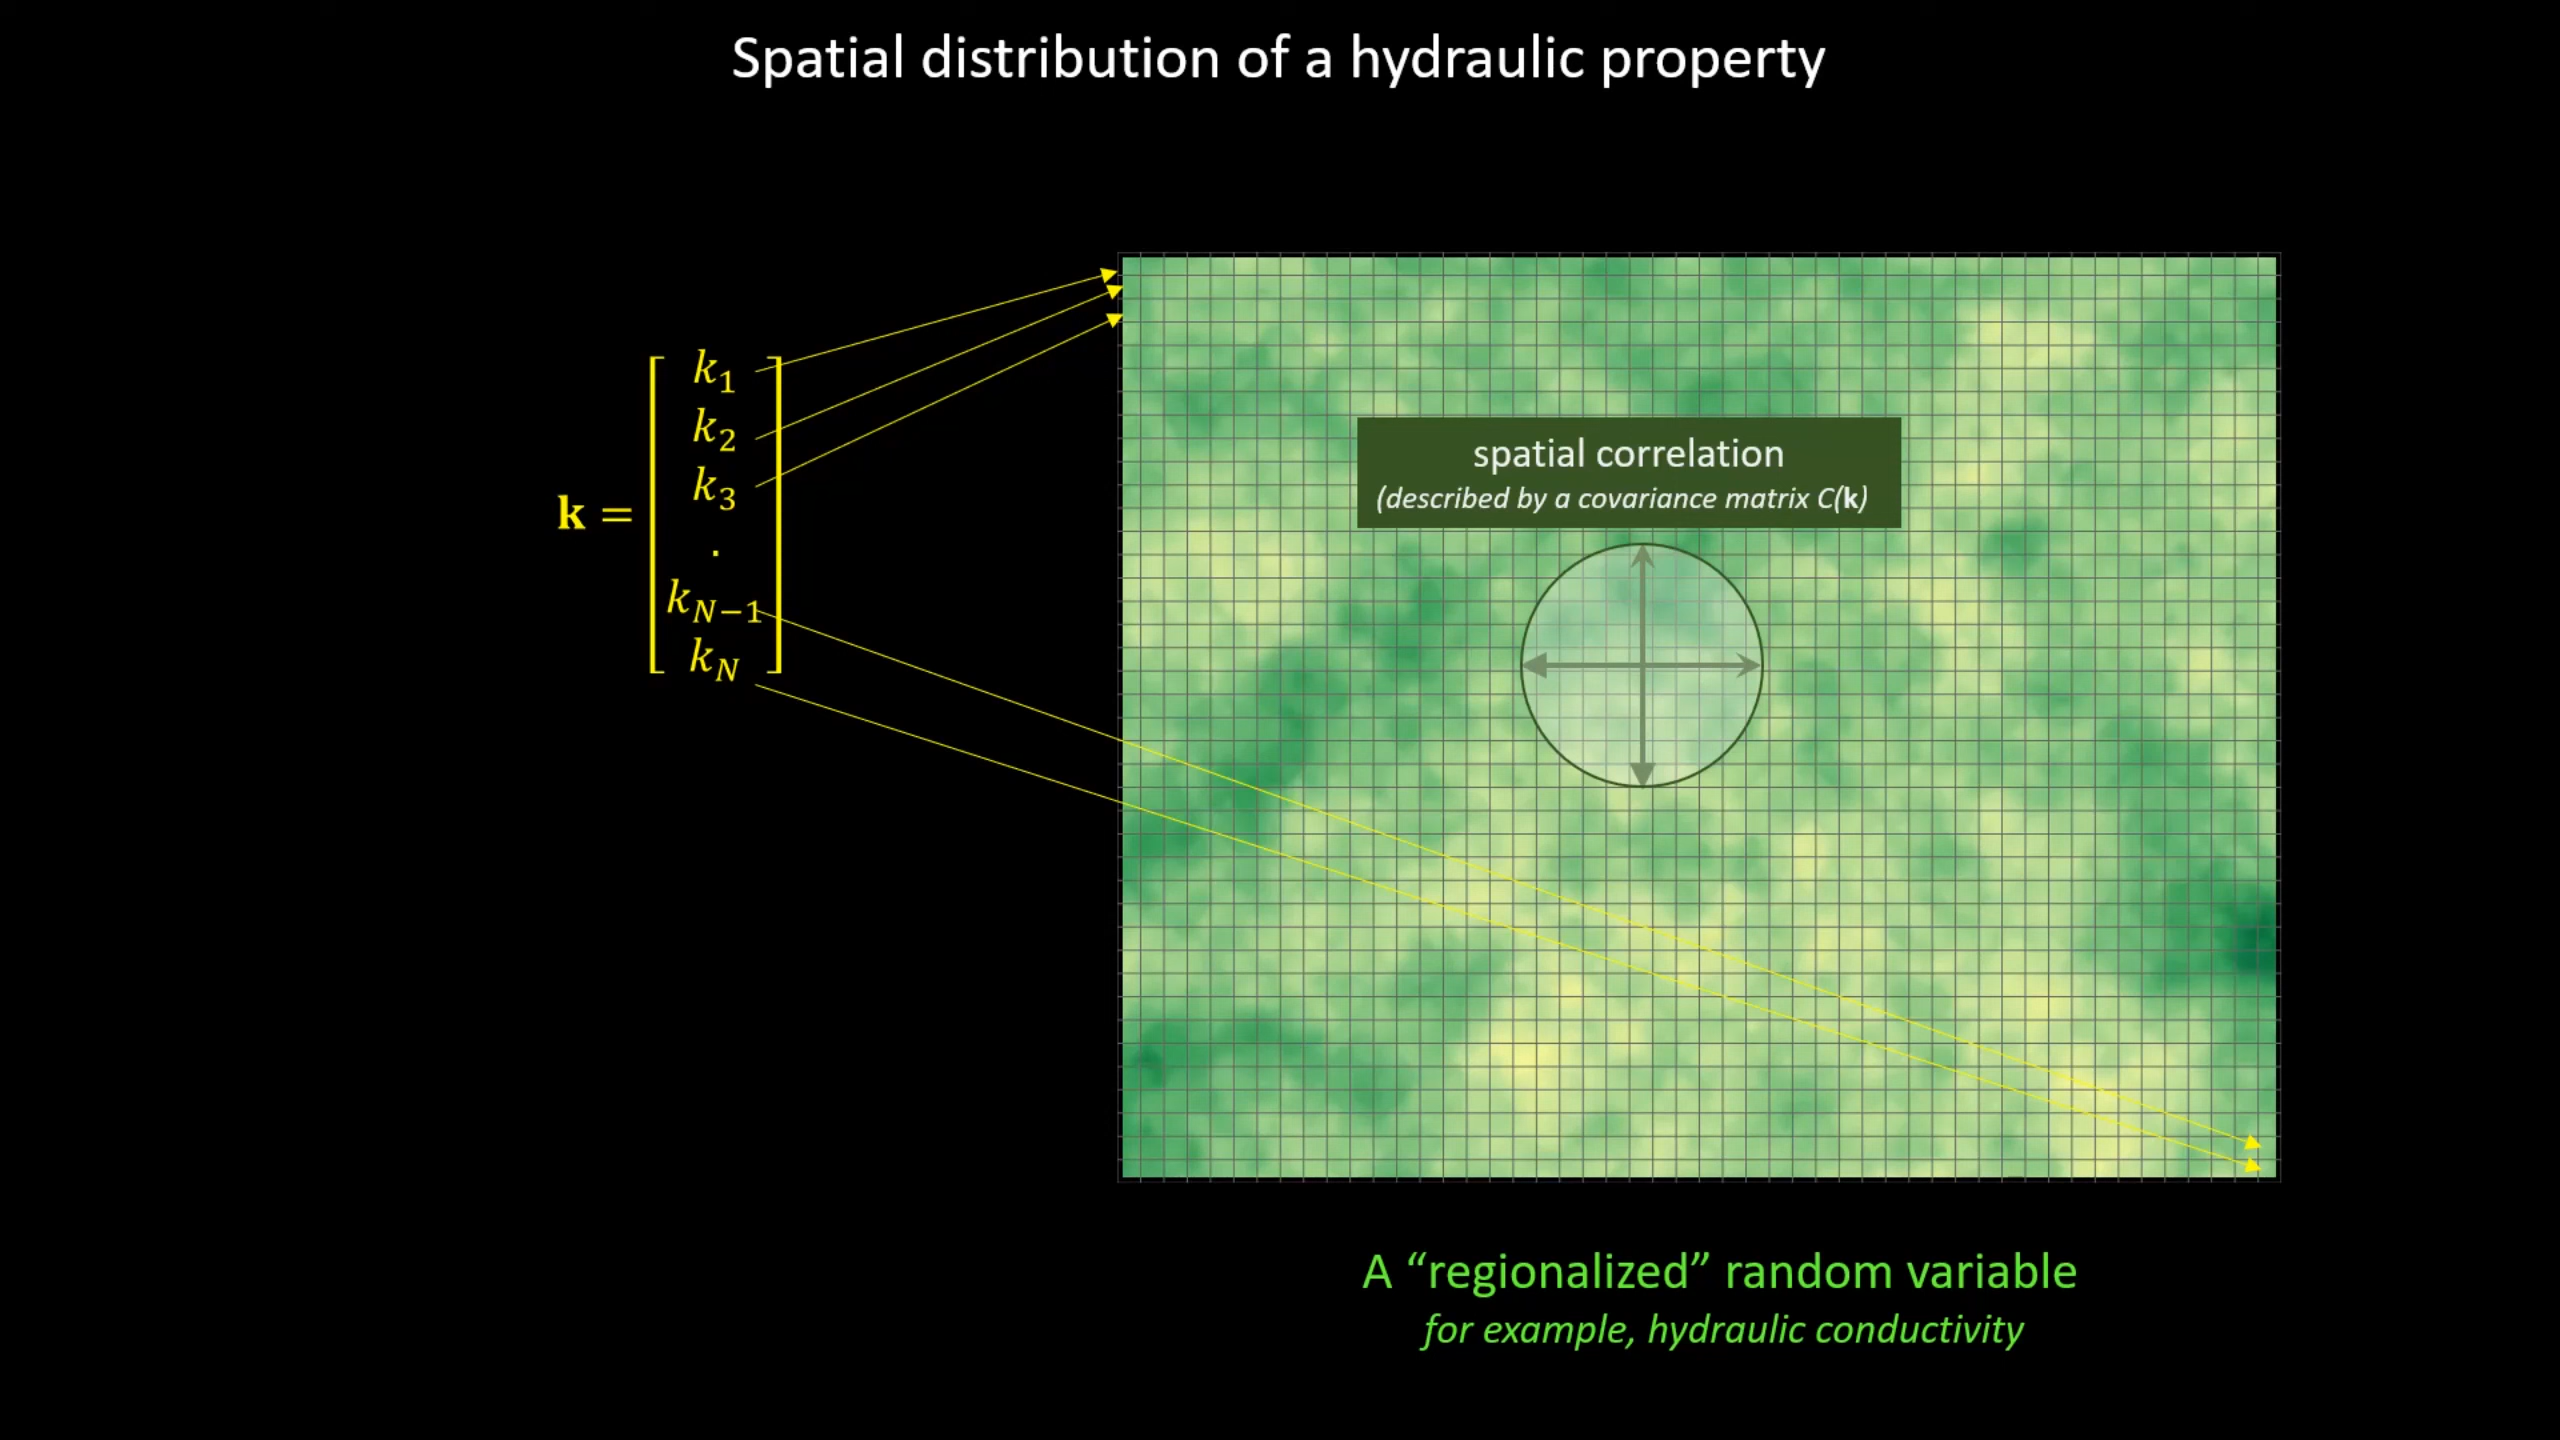 Spatial distribution of a hydraulic property
k =
k1
k2
k3
.
kN−1
kN
spatial correlation
(described by a covariance matrix C(k)
A “regionalized” random variable
for example, hydraulic conductivity